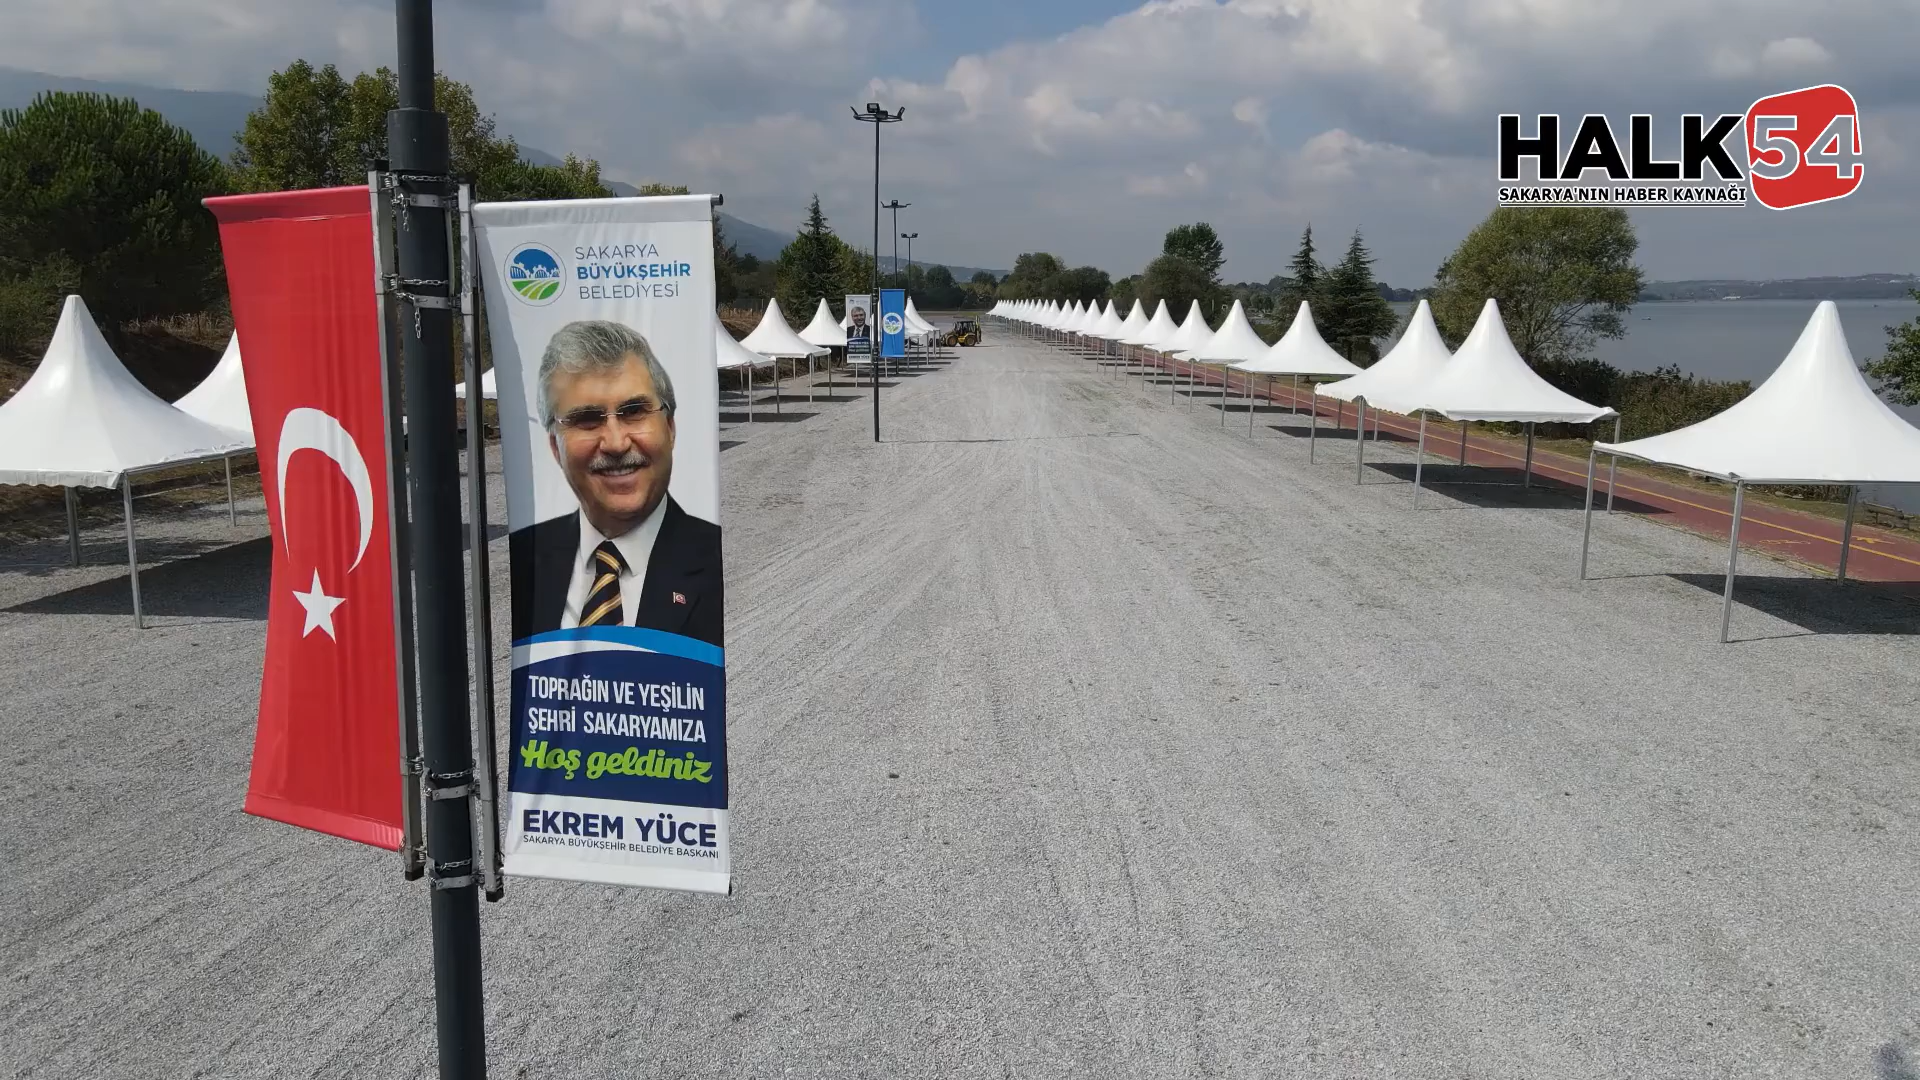 HALK54
SAKARYA'NIN HABER KAYNAĞI
SAKARYA
BÜYÜKŞEHİR
BELEDİYESİ
TOPRAĞIN VE YEŞİLİN
ŞEHRİ SAKARYAMIZA
Hoş geldiniz
EKREM YÜCE
SAKARYA BÜYÜKŞEHİR BELEDİYE BAŞKANI